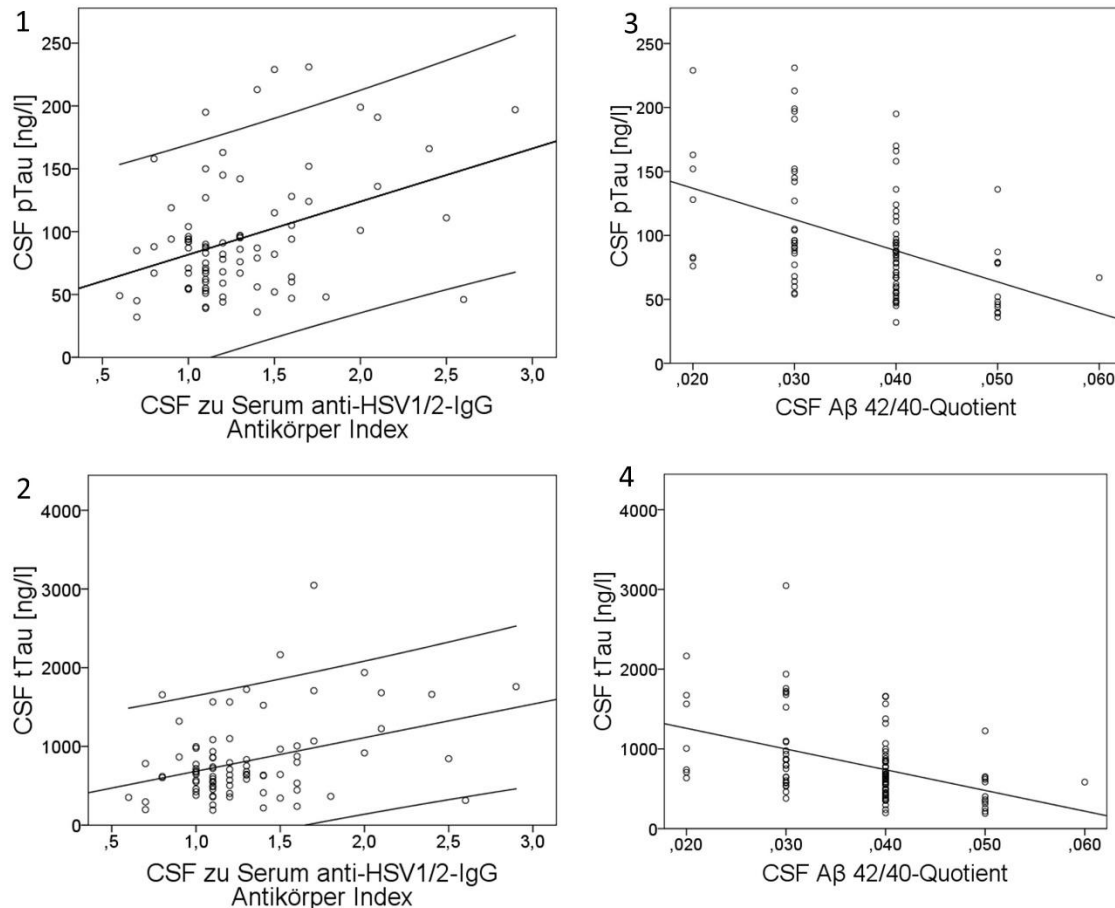 1
CSF pTau [ng/l]
250
200
150
100
50
0
,5 1,0 1,5 2,0 2,5 3,0
CSF zu Serum anti-HSV1/2-IgG
Antikörper Index
3
CSF pTau [ng/l]
250
200
150
100
50
0
,020 ,030 ,040 ,050 ,060
CSF Aβ 42/40-Quotient
2
CSF tTau [ng/l]
4000
3000
2000
1000
0
,5 1,0 1,5 2,0 2,5 3,0
CSF zu Serum anti-HSV1/2-IgG
Antikörper Index
4
CSF tTau [ng/l]
4000
3000
2000
1000
0
,020 ,030 ,040 ,050 ,060
CSF Aβ 42/40-Quotient